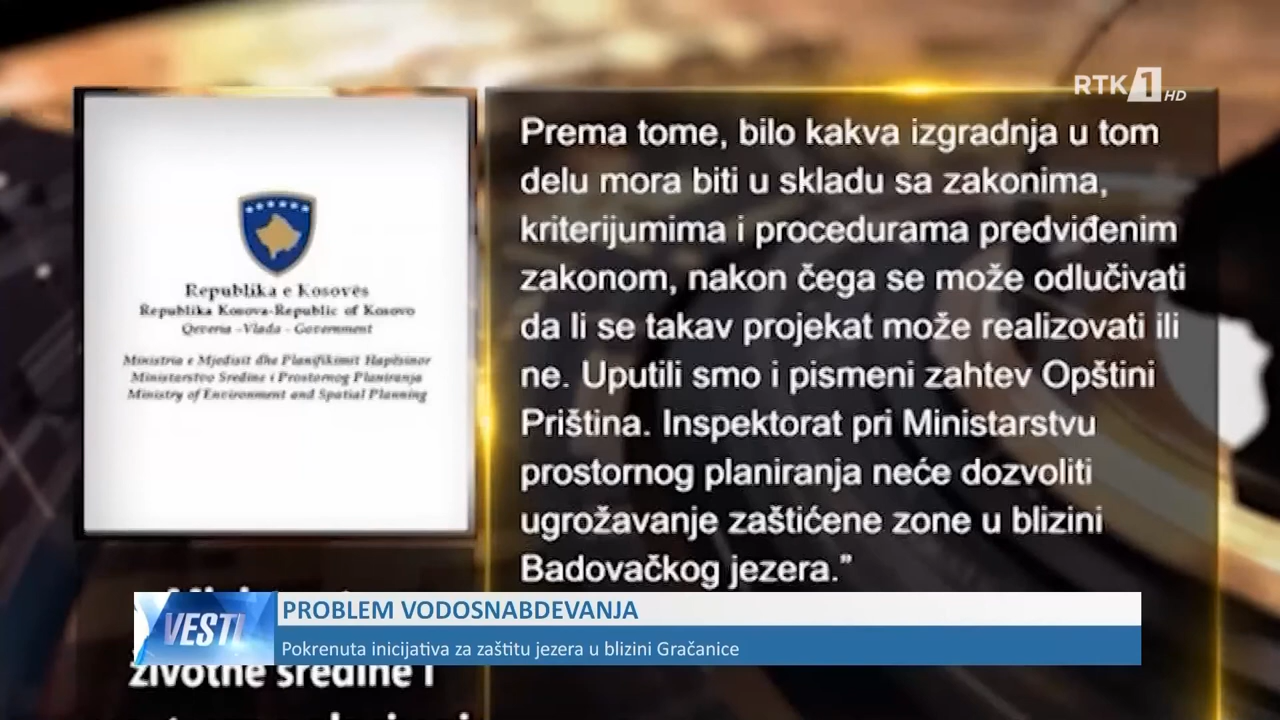 RTK 1 HD
Republika e Kosovës
Republika Kosova-Republic of Kosovo
Qeveria -Vlada - Government
Ministria e Mjedisit dhe Planifikimit Hapësinor
Ministarstvo Sredine i Prostornog Planiranja
Ministry of Environment and Spatial Planning
Prema tome, bilo kakva izgradnja u tom
delu mora biti u skladu sa zakonima,
kriterijumima i procedurama predviđenim
zakonom, nakon čega se može odlučivati
da li se takav projekat može realizovati ili
ne. Uputili smo i pismeni zahtev Opštini
Priština. Inspektorat pri Ministarstvu
prostornog planiranja neće dozvoliti
ugrožavanje zaštićene zone u blizini
Badovačkog jezera.”
VESTI
PROBLEM VODOSNABDEVANJA
Pokrenuta inicijativa za zaštitu jezera u blizini Gračanice
životne sredine i